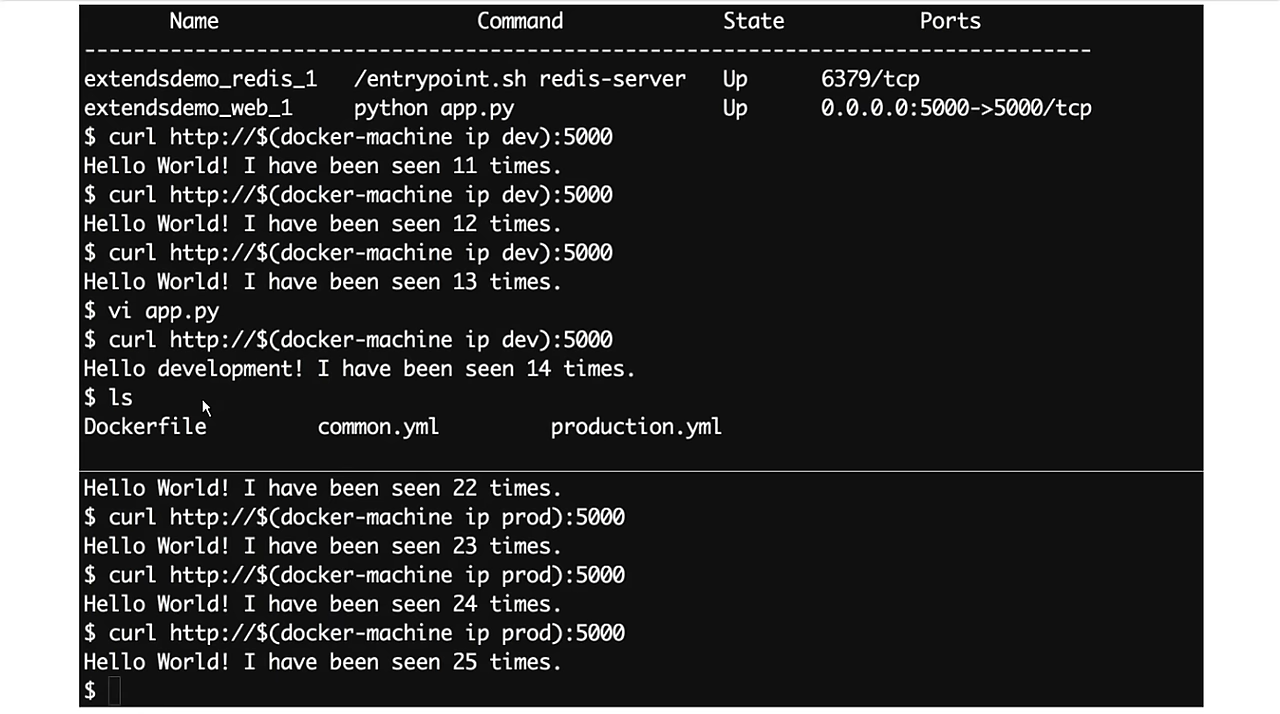 Name Command State Ports
----------------------------------------------------------------------------------
extendsdemo_redis_1 /entrypoint.sh redis-server Up 6379/tcp
extendsdemo_web_1 python app.py Up 0.0.0.0:5000->5000/tcp
$ curl http://$(docker-machine ip dev):5000
Hello World! I have been seen 11 times.
$ curl http://$(docker-machine ip dev):5000
Hello World! I have been seen 12 times.
$ curl http://$(docker-machine ip dev):5000
Hello World! I have been seen 13 times.
$ vi app.py
$ curl http://$(docker-machine ip dev):5000
Hello development! I have been seen 14 times.
$ ls
Dockerfile common.yml production.yml
Hello World! I have been seen 22 times.
$ curl http://$(docker-machine ip prod):5000
Hello World! I have been seen 23 times.
$ curl http://$(docker-machine ip prod):5000
Hello World! I have been seen 24 times.
$ curl http://$(docker-machine ip prod):5000
Hello World! I have been seen 25 times.
$